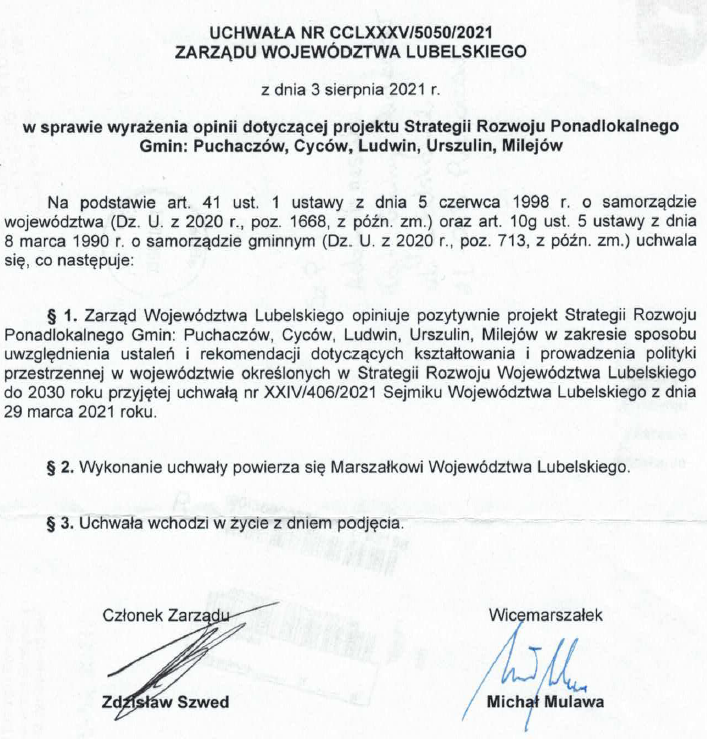 UCHWAŁA NR CCLXXXV/5050/2021
ZARZĄDU WOJEWÓDZTWA LUBELSKIEGO
z dnia 3 sierpnia 2021 r.
w sprawie wyrażenia opinii dotyczącej projektu Strategii Rozwoju Ponadlokalnego
Gmin: Puchaczów, Cyców, Ludwin, Urszulin, Milejów
Na podstawie art. 41 ust. 1 ustawy z dnia 5 czerwca 1998 r. o samorządzie
województwa (Dz. U. z 2020 r., poz. 1668, z późn. zm.) oraz art. 10g ust. 5 ustawy z dnia
8 marca 1990 r. o samorządzie gminnym (Dz. U. z 2020 r., poz. 713, z późn. zm.) uchwala
się, co następuje:
§ 1. Zarząd Województwa Lubelskiego opiniuje pozytywnie projekt Strategii Rozwoju
Ponadlokalnego Gmin: Puchaczów, Cyców, Ludwin, Urszulin, Milejów w zakresie sposobu
uwzględnienia ustaleń i rekomendacji dotyczących kształtowania i prowadzenia polityki
przestrzennej w województwie określonych w Strategii Rozwoju Województwa Lubelskiego
do 2030 roku przyjętej uchwałą nr XXIV/406/2021 Sejmiku Województwa Lubelskiego z dnia
29 marca 2021 roku.
§ 2. Wykonanie uchwały powierza się Marszałkowi Województwa Lubelskiego.
§ 3. Uchwała wchodzi w życie z dniem podjęcia.
Członek Zarządu Wicemarszałek
Zdzisław Szwed Michał Mulawa